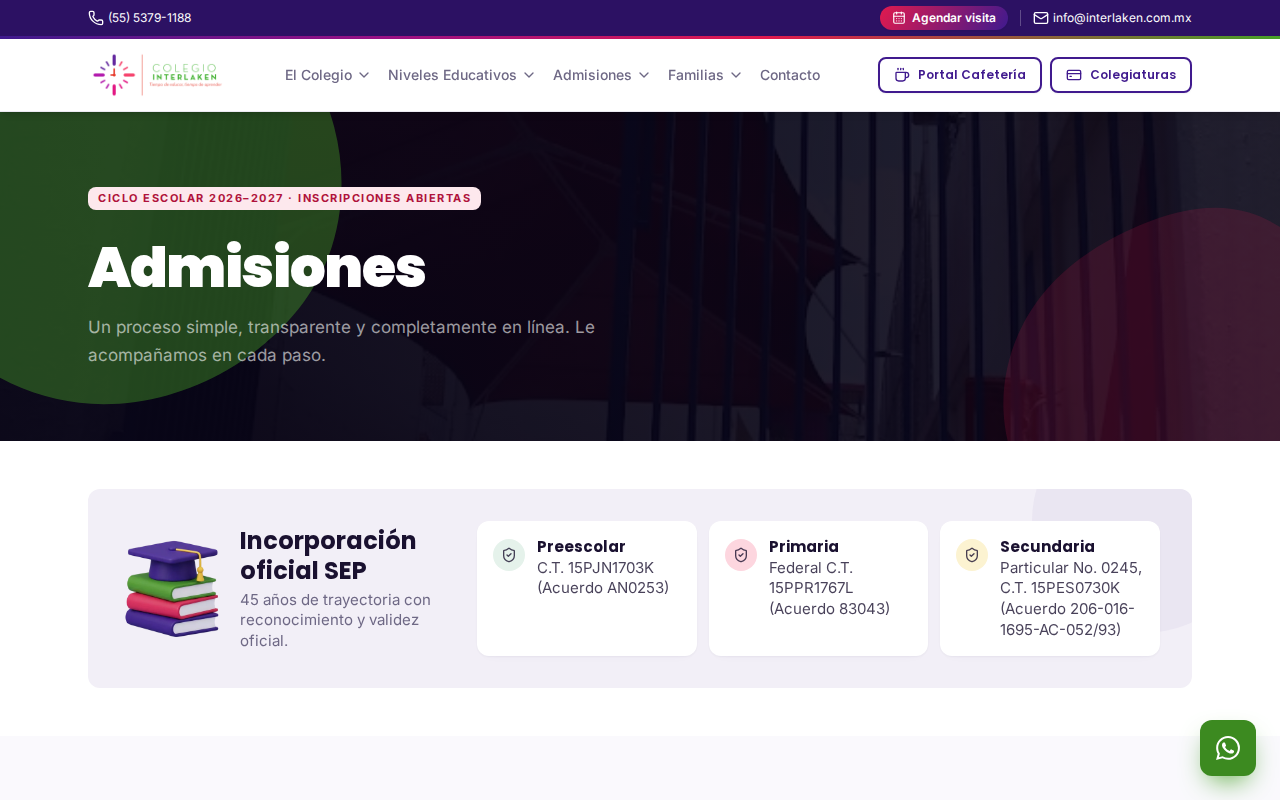 (55) 5379-1188
Agendar visita
info@interlaken.com.mx
COLEGIO
INTERLAKEN
El Colegio
Niveles Educativos
Admisiones
Familias
Contacto
Portal Cafetería
Colegiaturas
CICLO ESCOLAR 2026–2027 · INSCRIPCIONES ABIERTAS
Admisiones
Un proceso simple, transparente y completamente en línea. Le
acompañamos en cada paso.
Incorporación
oficial SEP
45 años de trayectoria con
reconocimiento y validez
oficial.
Preescolar
C.T. 15PJN1703K
(Acuerdo AN0253)
Primaria
Federal C.T.
15PPR1767L
(Acuerdo 83043)
Secundaria
Particular No. 0245,
C.T. 15PES0730K
(Acuerdo 206-016-
1695-AC-052/93)